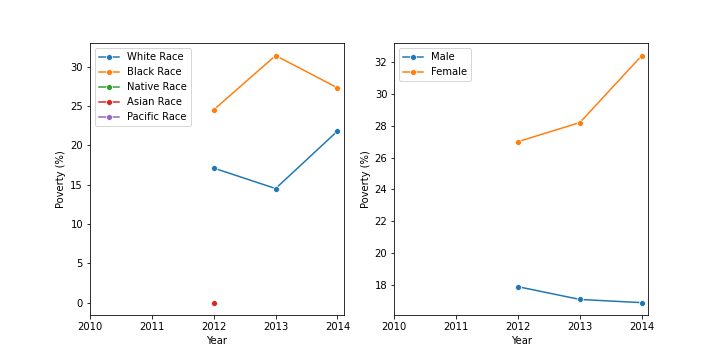 White Race
Black Race
Native Race
Asian Race
Pacific Race
30
25
20
15
10
5
0
Poverty (%)
2010 2011 2012 2013 2014
Year
Male
Female
32
30
28
26
24
22
20
18
Poverty (%)
2010 2011 2012 2013 2014
Year